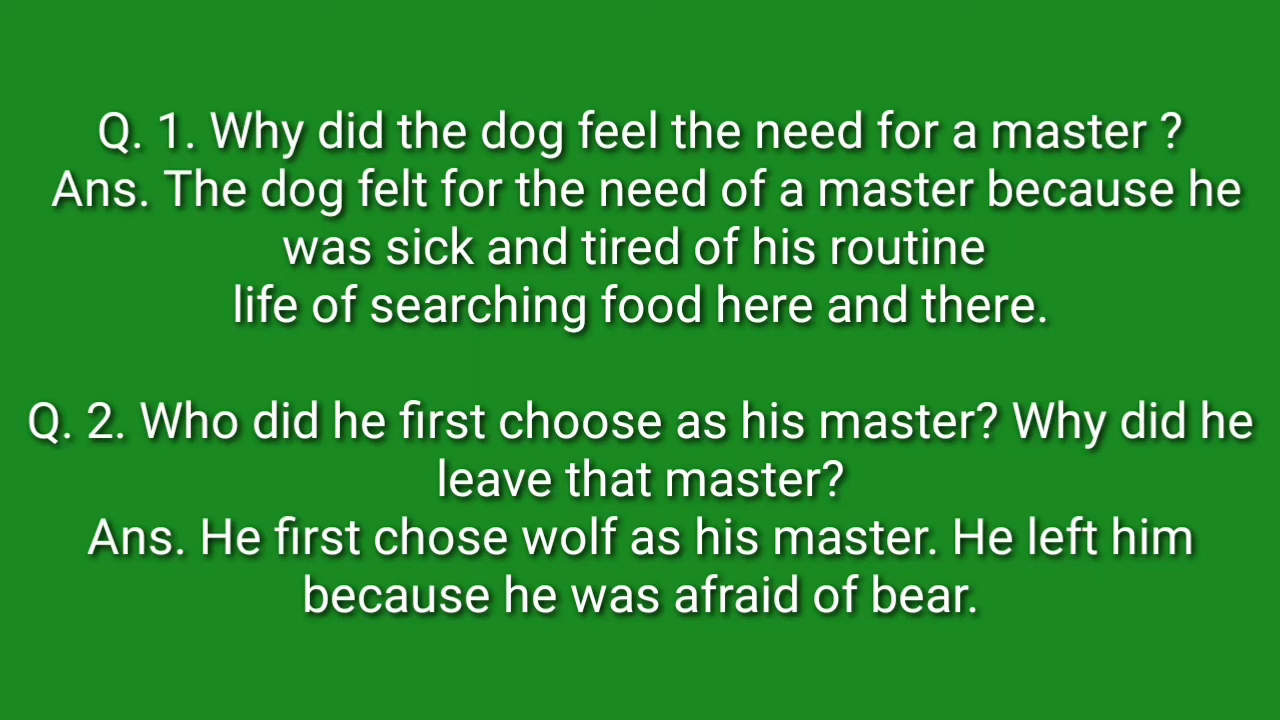 Q. 1. Why did the dog feel the need for a master ?
Ans. The dog felt for the need of a master because he
was sick and tired of his routine
life of searching food here and there.
Q. 2. Who did he first choose as his master? Why did he
leave that master?
Ans. He first chose wolf as his master. He left him
because he was afraid of bear.